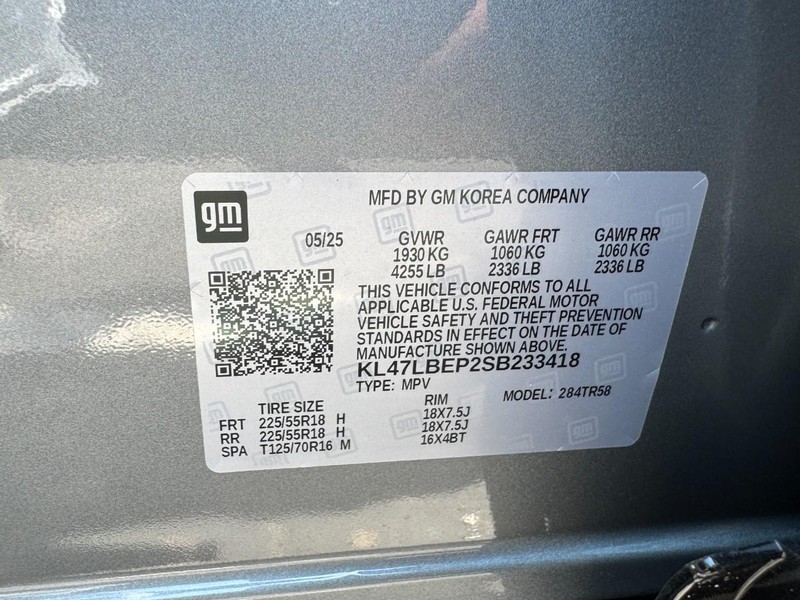 gm
MFD BY GM KOREA COMPANY
05/25 GVWR GAWR FRT GAWR RR
1930 KG 1060 KG 1060 KG
4255 LB 2336 LB 2336 LB
THIS VEHICLE CONFORMS TO ALL
APPLICABLE U.S. FEDERAL MOTOR
VEHICLE SAFETY AND THEFT PREVENTION
STANDARDS IN EFFECT ON THE DATE OF
MANUFACTURE SHOWN ABOVE.
KL47LBEP2SB233418
TYPE: MPV MODEL: 284TR58
TIRE SIZE RIM
FRT 225/55R18 H 18X7.5J
RR 225/55R18 H 18X7.5J
SPA T125/70R16 M 16X4BT